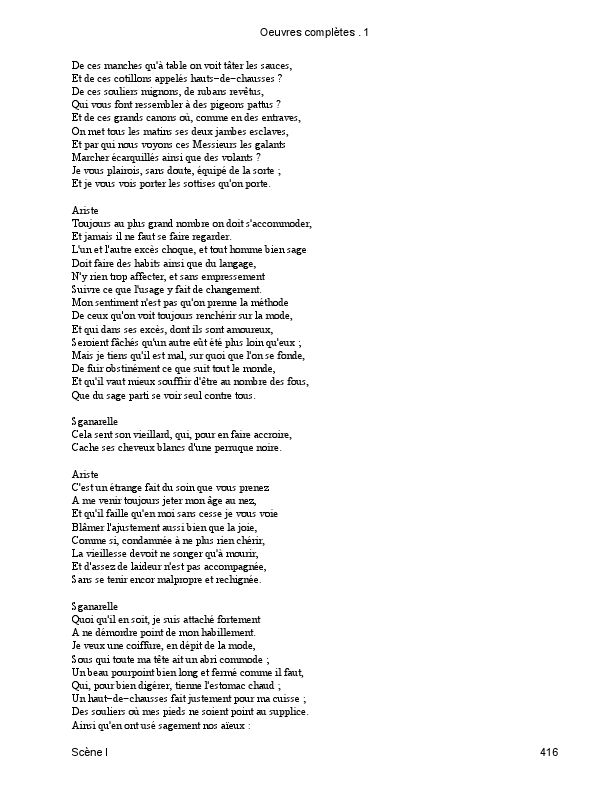 Oeuvres complètes . 1
De ces manches qu'à table on voit tâter les sauces,
Et de ces cotillons appelés hauts-de-chausses ?
De ces souliers mignons, de rubans revêtus,
Qui vous font ressembler à des pigeons pattus ?
Et de ces grands canons où, comme en des entraves,
On met tous les matins ses deux jambes esclaves,
Et par qui nous voyons ces Messieurs les galants
Marcher écarquillés ainsi que des volants ?
Je vous plairois, sans doute, équipé de la sorte ;
Et je vous vois porter les sottises qu'on porte.
Ariste
Toujours au plus grand nombre on doit s'accommoder,
Et jamais il ne faut se faire regarder.
L'un et l'autre excès choque, et tout homme bien sage
Doit faire des habits ainsi que du langage,
N'y rien trop affecter, et sans empressement
Suivre ce que l'usage y fait de changement.
Mon sentiment n'est pas qu'on prenne la méthode
De ceux qu'on voit toujours renchérir sur la mode,
Et qui dans ses excès, dont ils sont amoureux,
Seroient fâchés qu'un autre eût été plus loin qu'eux ;
Mais je tiens qu'il est mal, sur quoi que l'on se fonde,
De fuir obstinément ce que suit tout le monde,
Et qu'il vaut mieux souffrir d'être au nombre des fous,
Que du sage parti se voir seul contre tous.
Sganarelle
Cela sent son vieillard, qui, pour en faire accroire,
Cache ses cheveux blancs d'une perruque noire.
Ariste
C'est un étrange fait du soin que vous prenez
A me venir toujours jeter mon âge au nez,
Et qu'il faille qu'en moi sans cesse je vous voie
Blâmer l'ajustement aussi bien que la joie,
Comme si, condamnée à ne plus rien chérir,
La vieillesse devoit ne songer qu'à mourir,
Et d'assez de laideur n'est pas accompagnée,
Sans se tenir encor malpropre et rechignée.
Sganarelle
Quoi qu'il en soit, je suis attaché fortement
A ne démordre point de mon habillement.
Je veux une coiffure, en dépit de la mode,
Sous qui toute ma tête ait un abri commode ;
Un beau pourpoint bien long et fermé comme il faut,
Qui, pour bien digérer, tienne l'estomac chaud ;
Un haut-de-chausses fait justement pour ma cuisse ;
Des souliers où mes pieds ne soient point au supplice.
Ainsi qu'en ont usé sagement nos aïeux :
Scène I 416